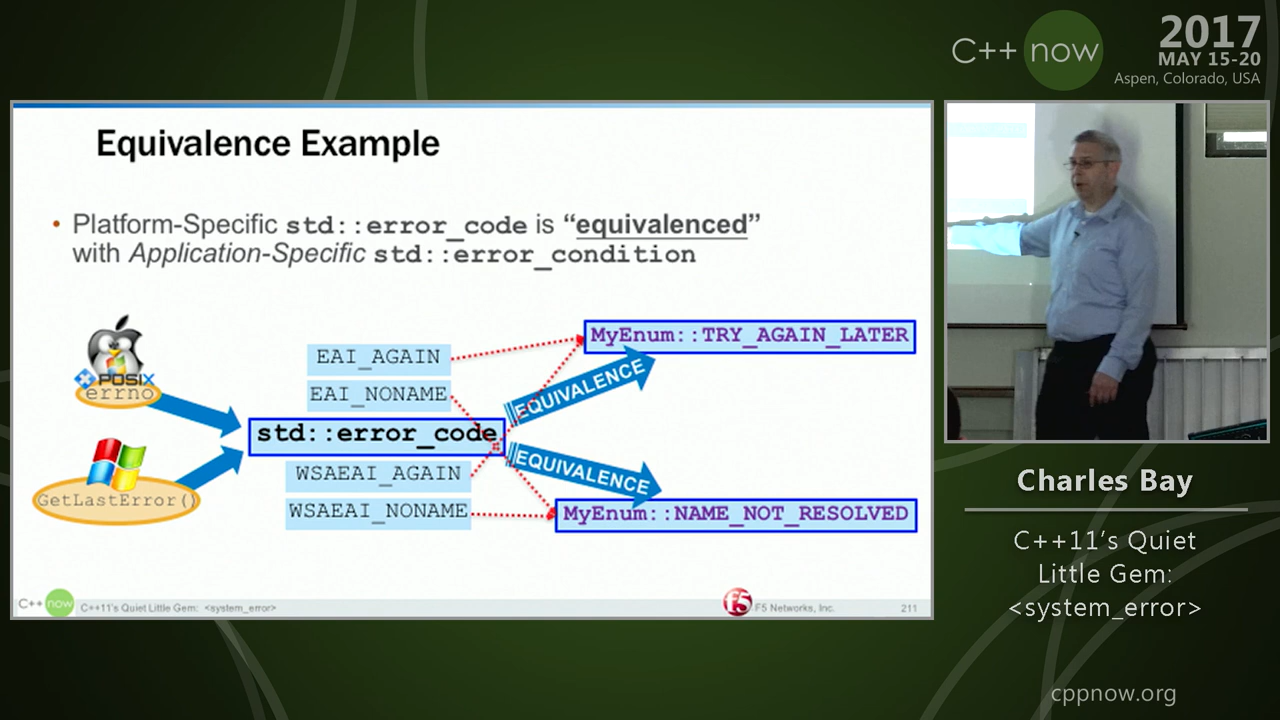 C++ now
2017
MAY 15-20
Aspen, Colorado, USA
Equivalence Example
• Platform-Specific std::error_code is “equivalenced”
with Application-Specific std::error_condition
POSIX
errno
GetLastError()
EAI_AGAIN
EAI_NONAME
std::error_code
WSAEAI_AGAIN
WSAEAI_NONAME
EQUIVALENCE
EQUIVALENCE
MyEnum::TRY_AGAIN_LATER
MyEnum::NAME_NOT_RESOLVED
C++ now
C++11's Quiet Little Gem: <system_error>
F5 Networks, Inc.
211
Charles Bay
C++11’s Quiet
Little Gem:
<system_error>
cppnow.org